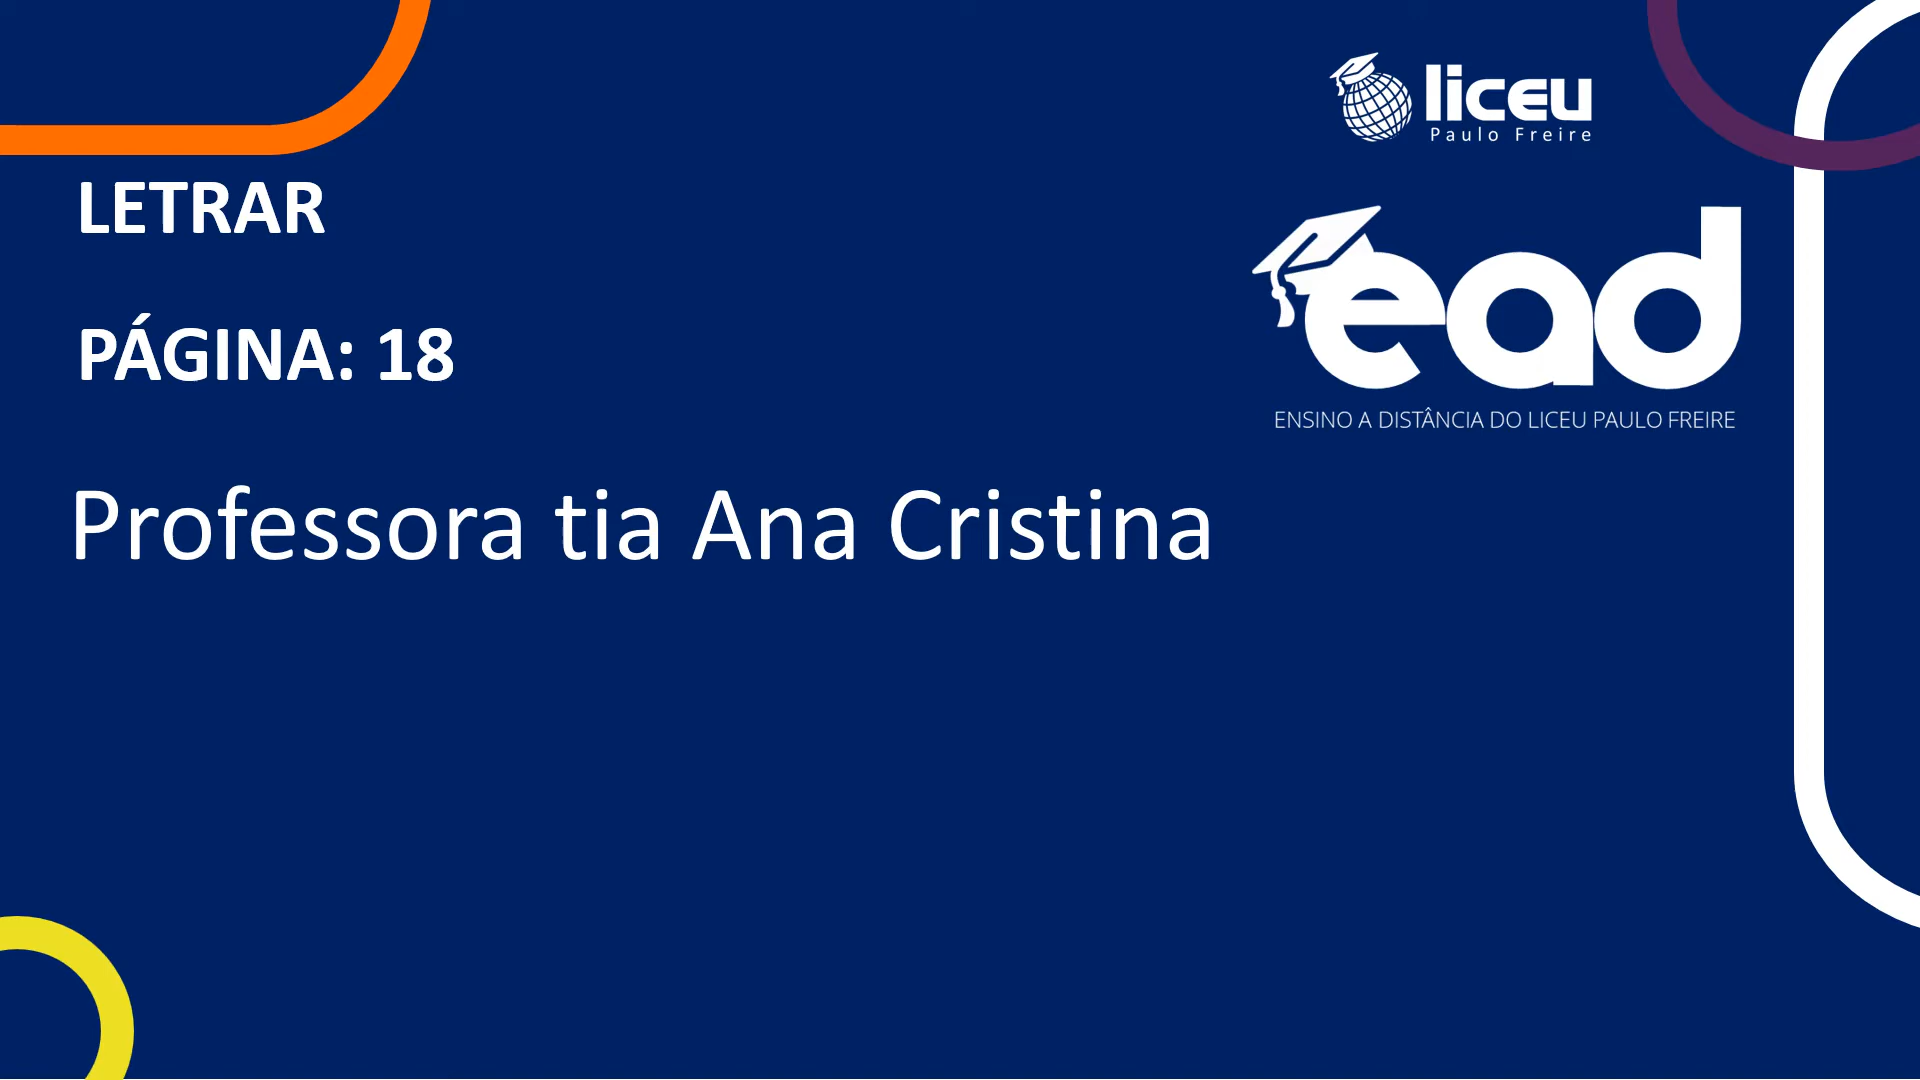 liceu
Paulo Freire
LETRAR
ead
PÁGINA: 18
ENSINO A DISTÂNCIA DO LICEU PAULO FREIRE
Professora tia Ana Cristina